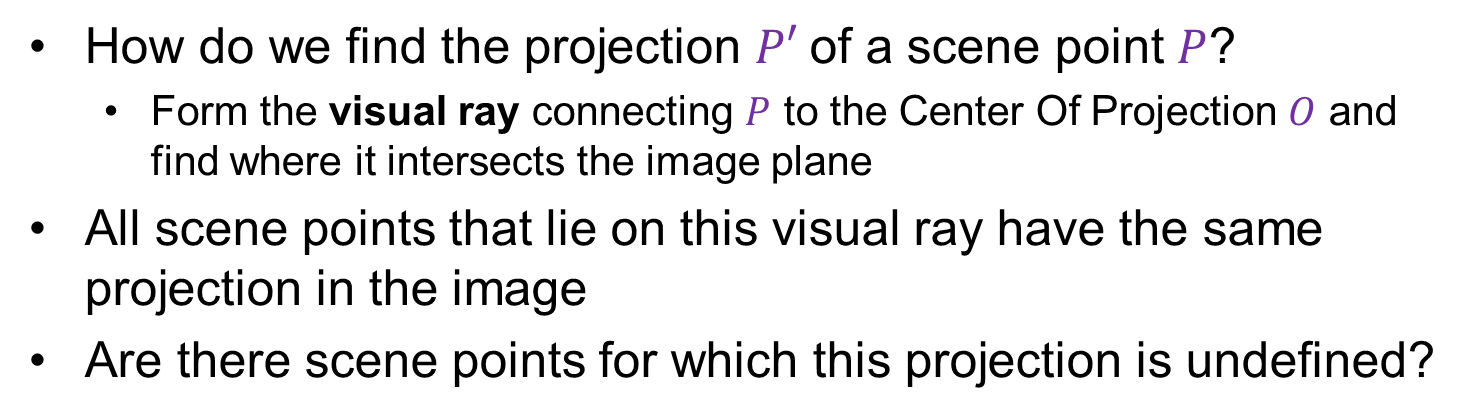 • How do we find the projection P′ of a scene point P?
• Form the visual ray connecting P to the Center Of Projection O and
find where it intersects the image plane
• All scene points that lie on this visual ray have the same
projection in the image
• Are there scene points for which this projection is undefined?